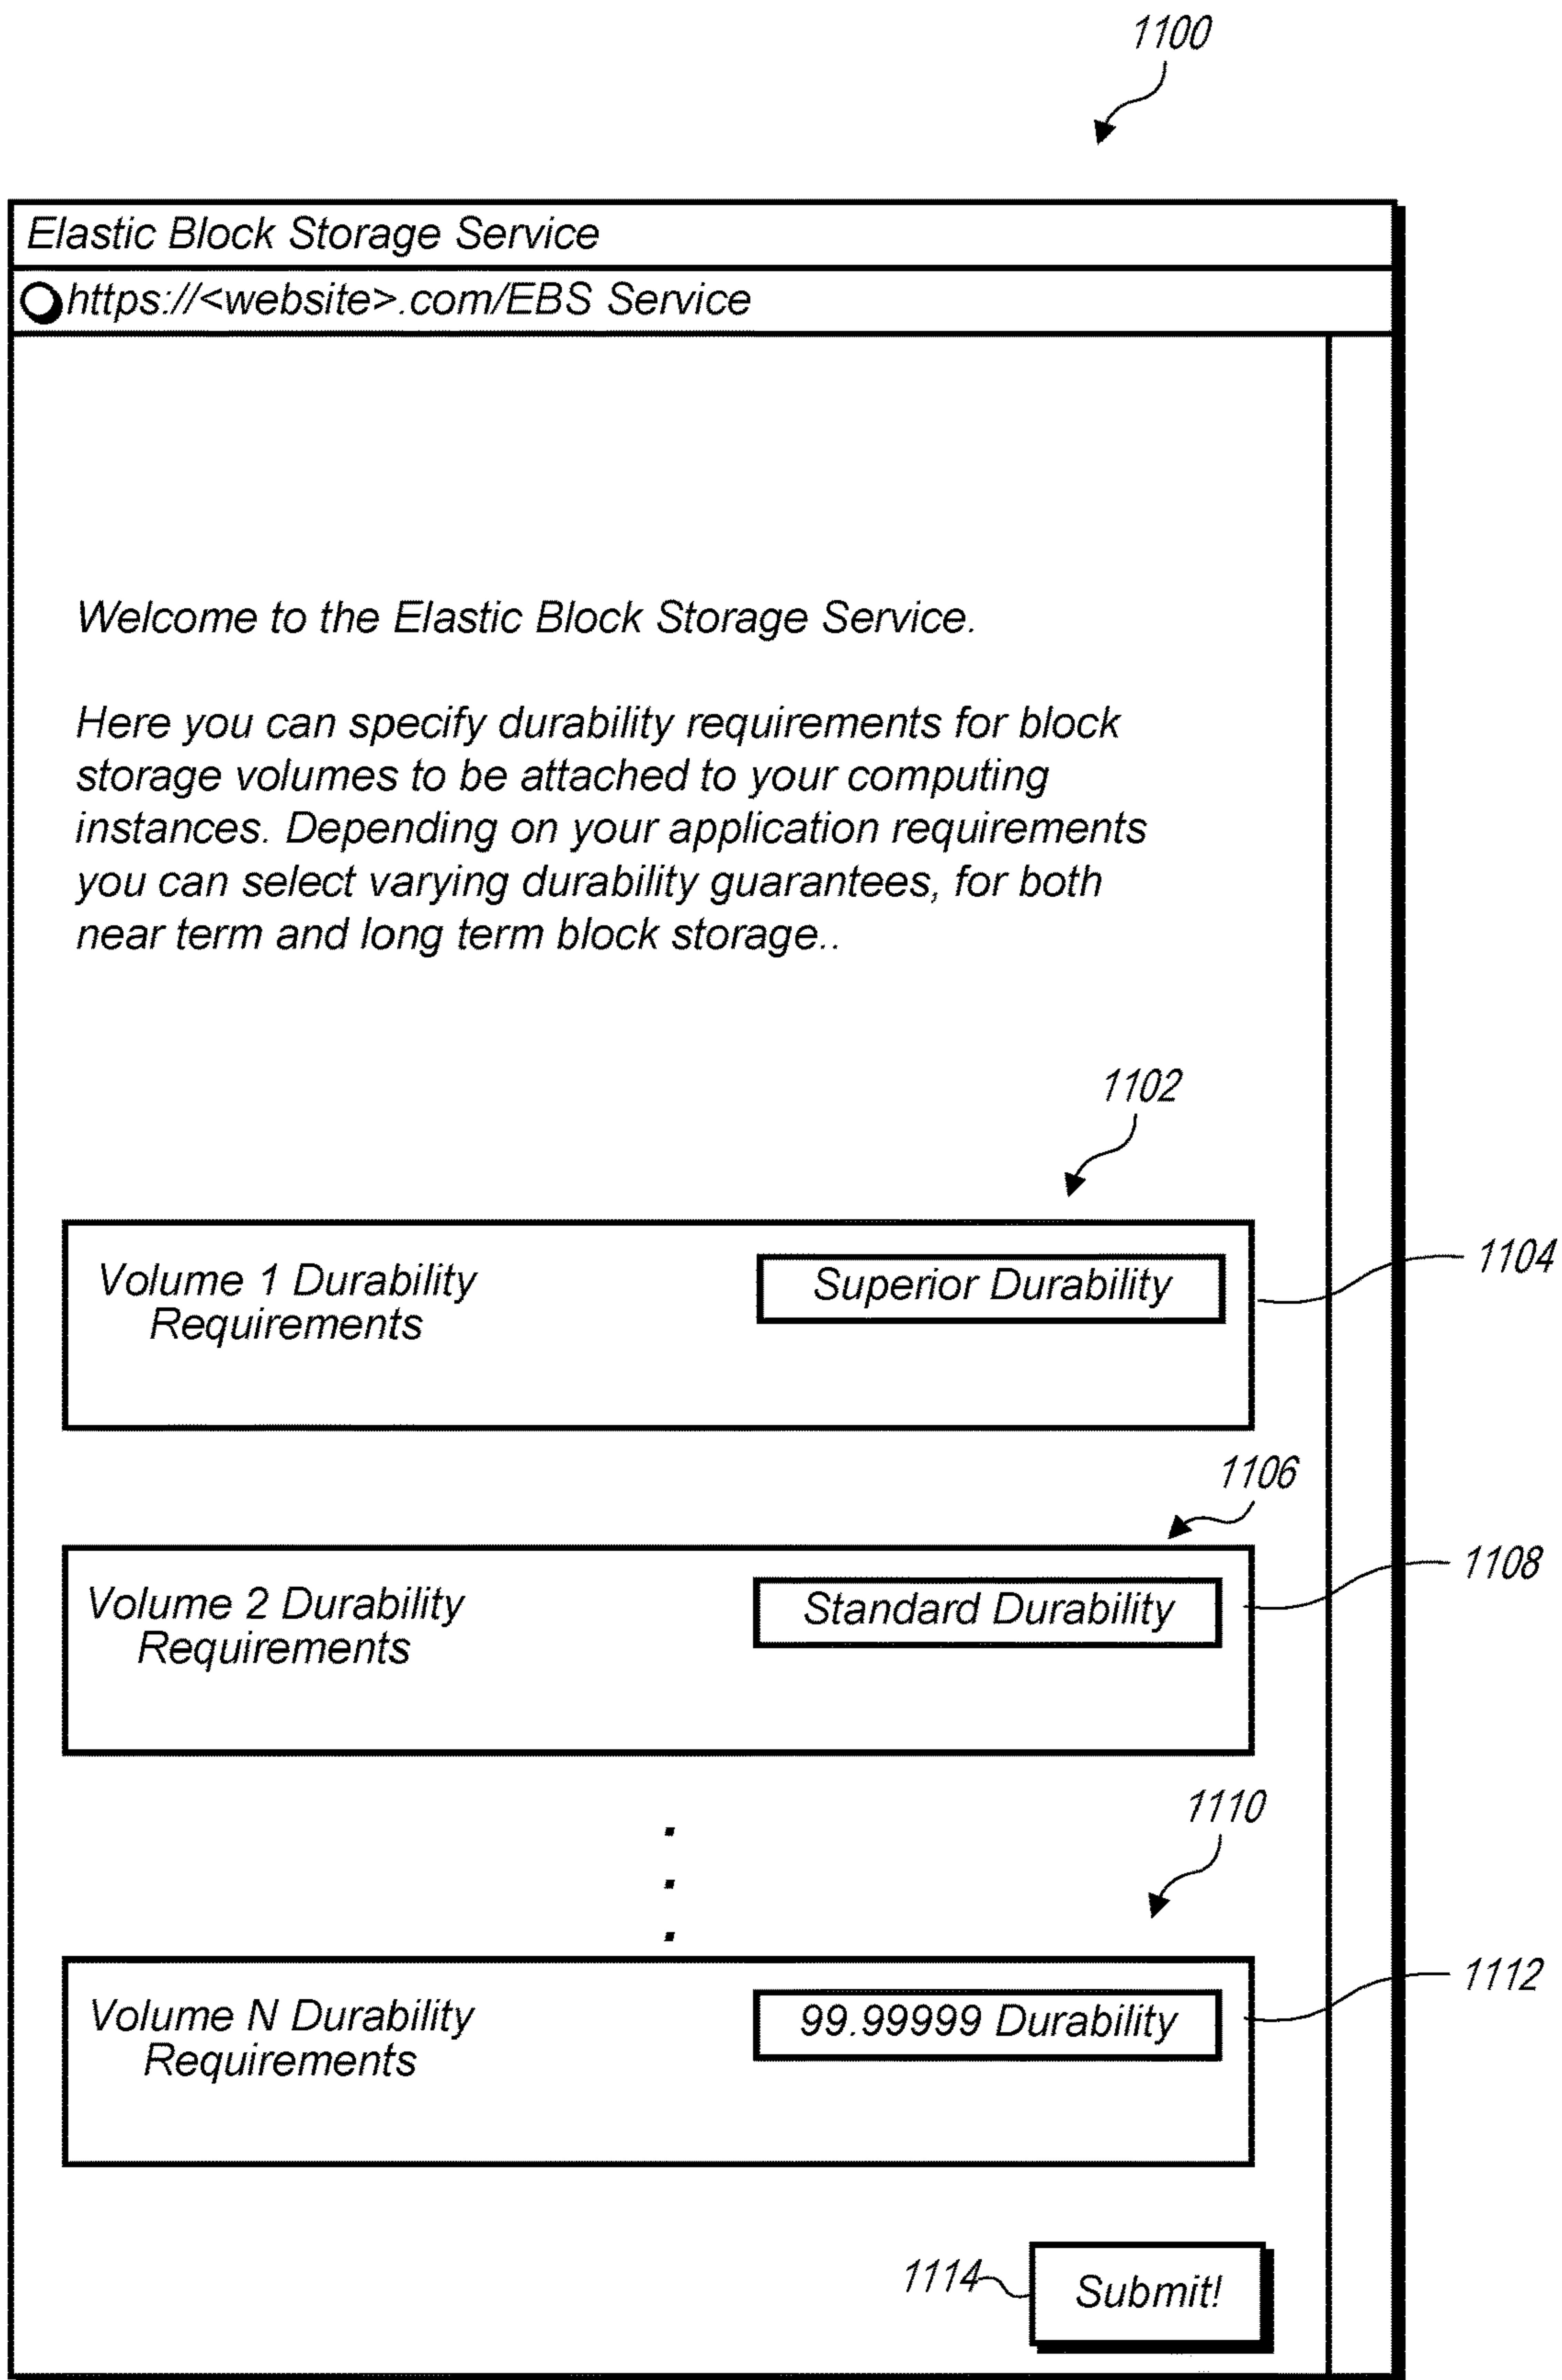 1100
Elastic Block Storage Service
https://<website>.com/EBS Service
Welcome to the Elastic Block Storage Service.
Here you can specify durability requirements for block
storage volumes to be attached to your computing
instances. Depending on your application requirements
you can select varying durability guarantees, for both
near term and long term block storage..
1102
Volume 1 Durability
Requirements
Superior Durability
1104
1106
Volume 2 Durability
Requirements
Standard Durability
1108
1110
Volume N Durability
Requirements
99.99999 Durability
1112
1114
Submit!